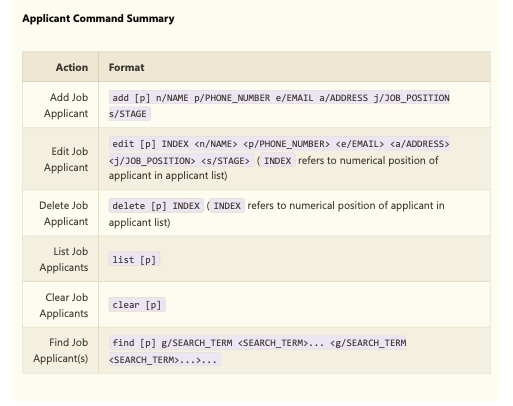 Applicant Command Summary
Action Format
Add Job Applicant
add [p] n/NAME p/PHONE_NUMBER e/EMAIL a/ADDRESS j/JOB_POSITION
s/STAGE
Edit Job Applicant
edit [p] INDEX <n/NAME> <p/PHONE_NUMBER> <e/EMAIL> <a/ADDRESS>
<j/JOB_POSITION> <s/STAGE> ( INDEX refers to numerical position of
applicant in applicant list)
Delete Job Applicant
delete [p] INDEX ( INDEX refers to numerical position of applicant in
applicant list)
List Job Applicants
list [p]
Clear Job Applicants
clear [p]
Find Job Applicant(s)
find [p] g/SEARCH_TERM <SEARCH_TERM>... <g/SEARCH_TERM
<SEARCH_TERM>...>...